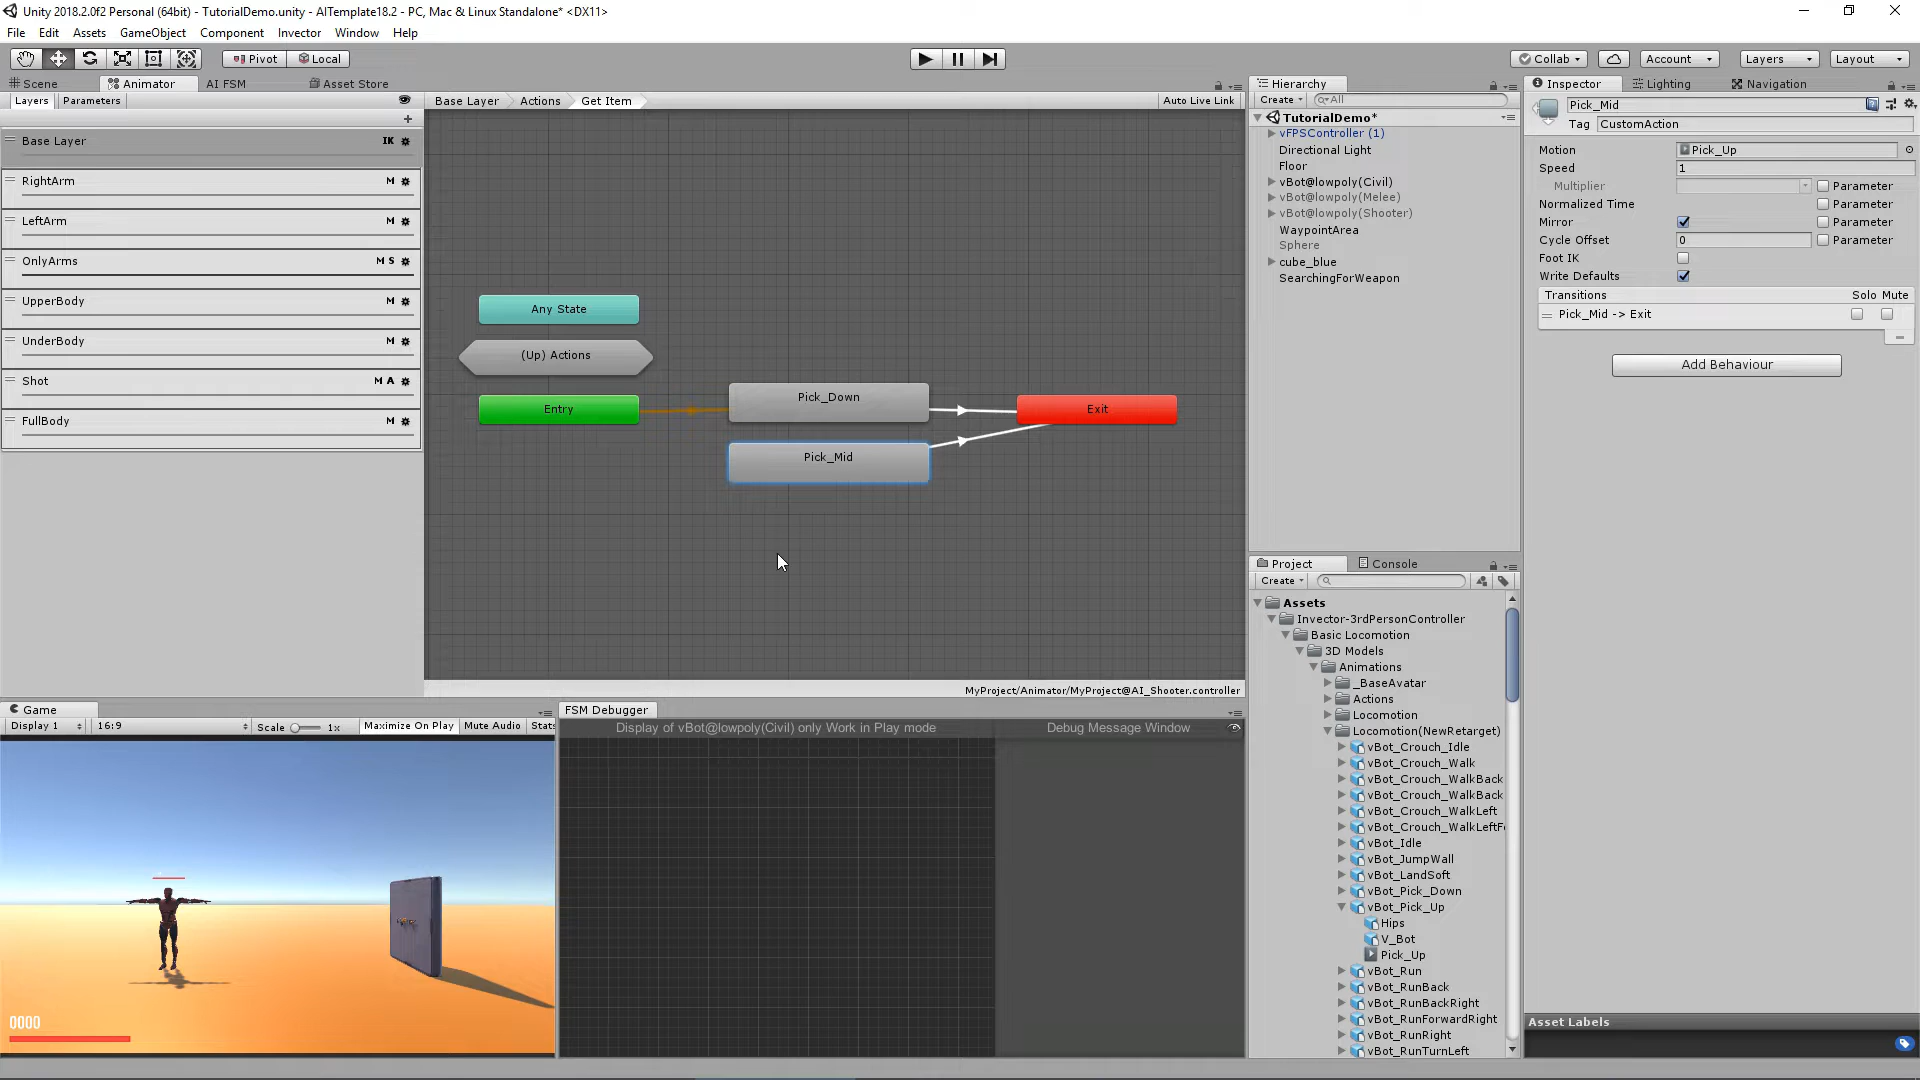 Unity 2018.2.0f2 Personal (64bit) - TutorialDemo.unity - AITemplate18.2 - PC, Mac & Linux Standalone* <DX11>
File Edit Assets GameObject Component Invector Window Help
Pivot Local Collab Account Layers Layout
Scene Animator AI FSM Asset Store
Layers Parameters
Base Layer Actions Get Item Auto Live Link
Base Layer IK
RightArm M
LeftArm M
OnlyArms M S
UpperBody M
UnderBody M
Shot M A
FullBody M
Any State
(Up) Actions
Entry
Pick_Down
Pick_Mid
Exit
MyProject/Animator/MyProject@AI_Shooter.controller
Hierarchy
Create All
TutorialDemo*
vFPSController (1)
Directional Light
Floor
vBot@lowpoly(Civil)
vBot@lowpoly(Melee)
vBot@lowpoly(Shooter)
WaypointArea
Sphere
cube_blue
SearchingForWeapon
Inspector Lighting Navigation
Pick_Mid
Tag CustomAction
Motion Pick_Up
Speed 1
Multiplier Parameter
Normalized Time Parameter
Mirror Parameter
Cycle Offset 0 Parameter
Foot IK
Write Defaults
Transitions Solo Mute
Pick_Mid -> Exit
Add Behaviour
Asset Labels
Project Console
Create
Assets
Invector-3rdPersonController
Basic Locomotion
3D Models
Animations
_BaseAvatar
Actions
Locomotion
Locomotion(NewRetarget)
vBot_Crouch_Idle
vBot_Crouch_Walk
vBot_Crouch_WalkBack
vBot_Crouch_WalkBack
vBot_Crouch_WalkLeft
vBot_Crouch_WalkLeftF
vBot_Idle
vBot_JumpWall
vBot_LandSoft
vBot_Pick_Down
vBot_Pick_Up
Hips
V_Bot
Pick_Up
vBot_Run
vBot_RunBack
vBot_RunBackRight
vBot_RunForwardRight
vBot_RunRight
vBot_RunTurnLeft
Game
Display 1 16:9 Scale 1x Maximize On Play Mute Audio Stats
0000
FSM Debugger
Display of vBot@lowpoly(Civil) only Work in Play mode
Debug Message Window